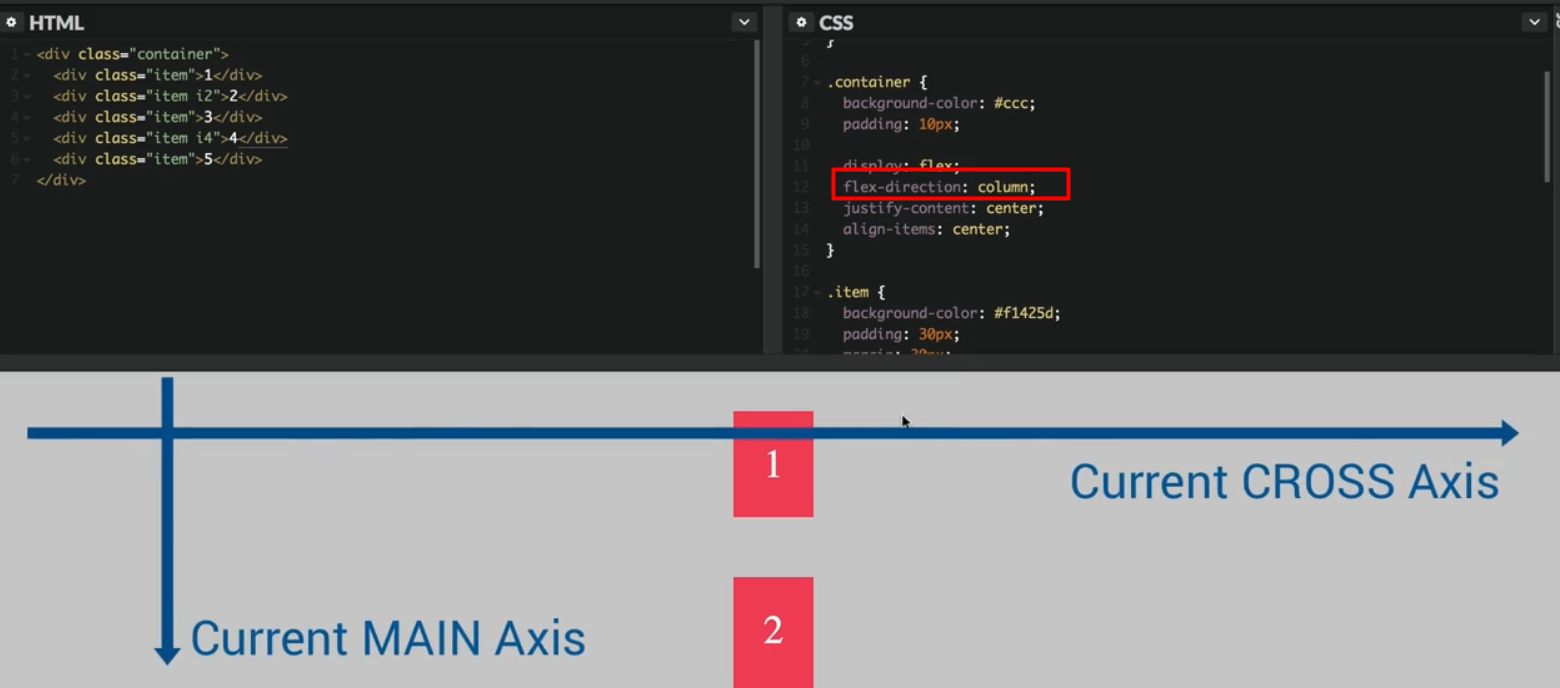 HTML
1 <div class="container">
2 <div class="item">1</div>
3 <div class="item i2">2</div>
4 <div class="item">3</div>
5 <div class="item i4">4</div>
6 <div class="item">5</div>
7 </div>
CSS
5 }
6
7 .container {
8 background-color: #ccc;
9 padding: 10px;
10
11 display: flex;
12 flex-direction: column;
13 justify-content: center;
14 align-items: center;
15 }
16
17 .item {
18 background-color: #f1425d;
19 padding: 30px;
20 margin: 30px;
1
Current CROSS Axis
Current MAIN Axis
2